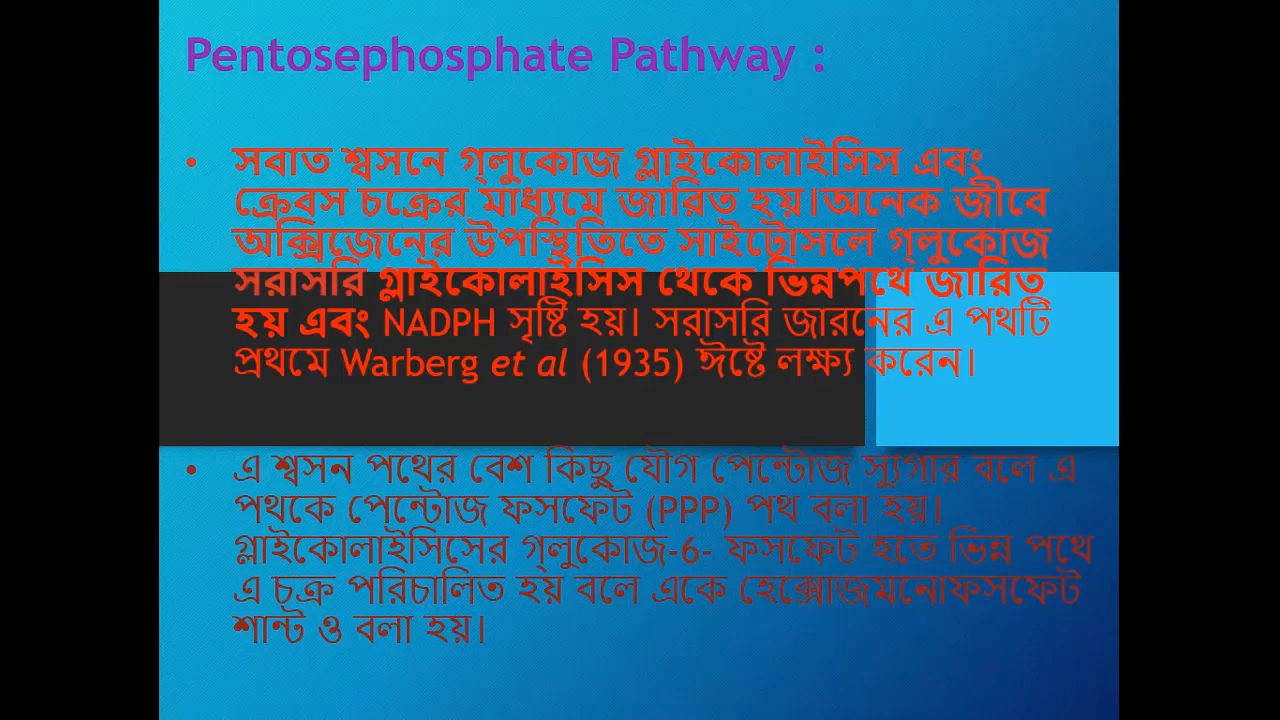 Pentosephosphate Pathway :
• সবাত শ্বসনে গ্লুকোজ গ্লাইকোলাইসিস এবং
ক্রেবস চক্রের মাধ্যমে জারিত হয়।অনেক জীবে
অক্সিজেনের উপস্থিতিতে সাইটোসলে গ্লুকোজ
সরাসরি গ্লাইকোলাইসিস থেকে ভিন্নপথে জারিত
হয় এবং NADPH সৃষ্টি হয়। সরাসরি জারনের এ পথটি
প্রথমে Warberg et al (1935) ঈষ্টে লক্ষ্য করেন।
• এ শ্বসন পথের বেশ কিছু যৌগ পেন্টোজ স্যুগার বলে এ
পথকে পেন্টোজ ফসফেট (PPP) পথ বলা হয়।
গ্লাইকোলাইসিসের গ্লুকোজ-6- ফসফেট হতে ভিন্ন পথে
এ চক্র পরিচালিত হয় বলে একে হেক্সোজমনোফসফেট
শান্ট ও বলা হয়।